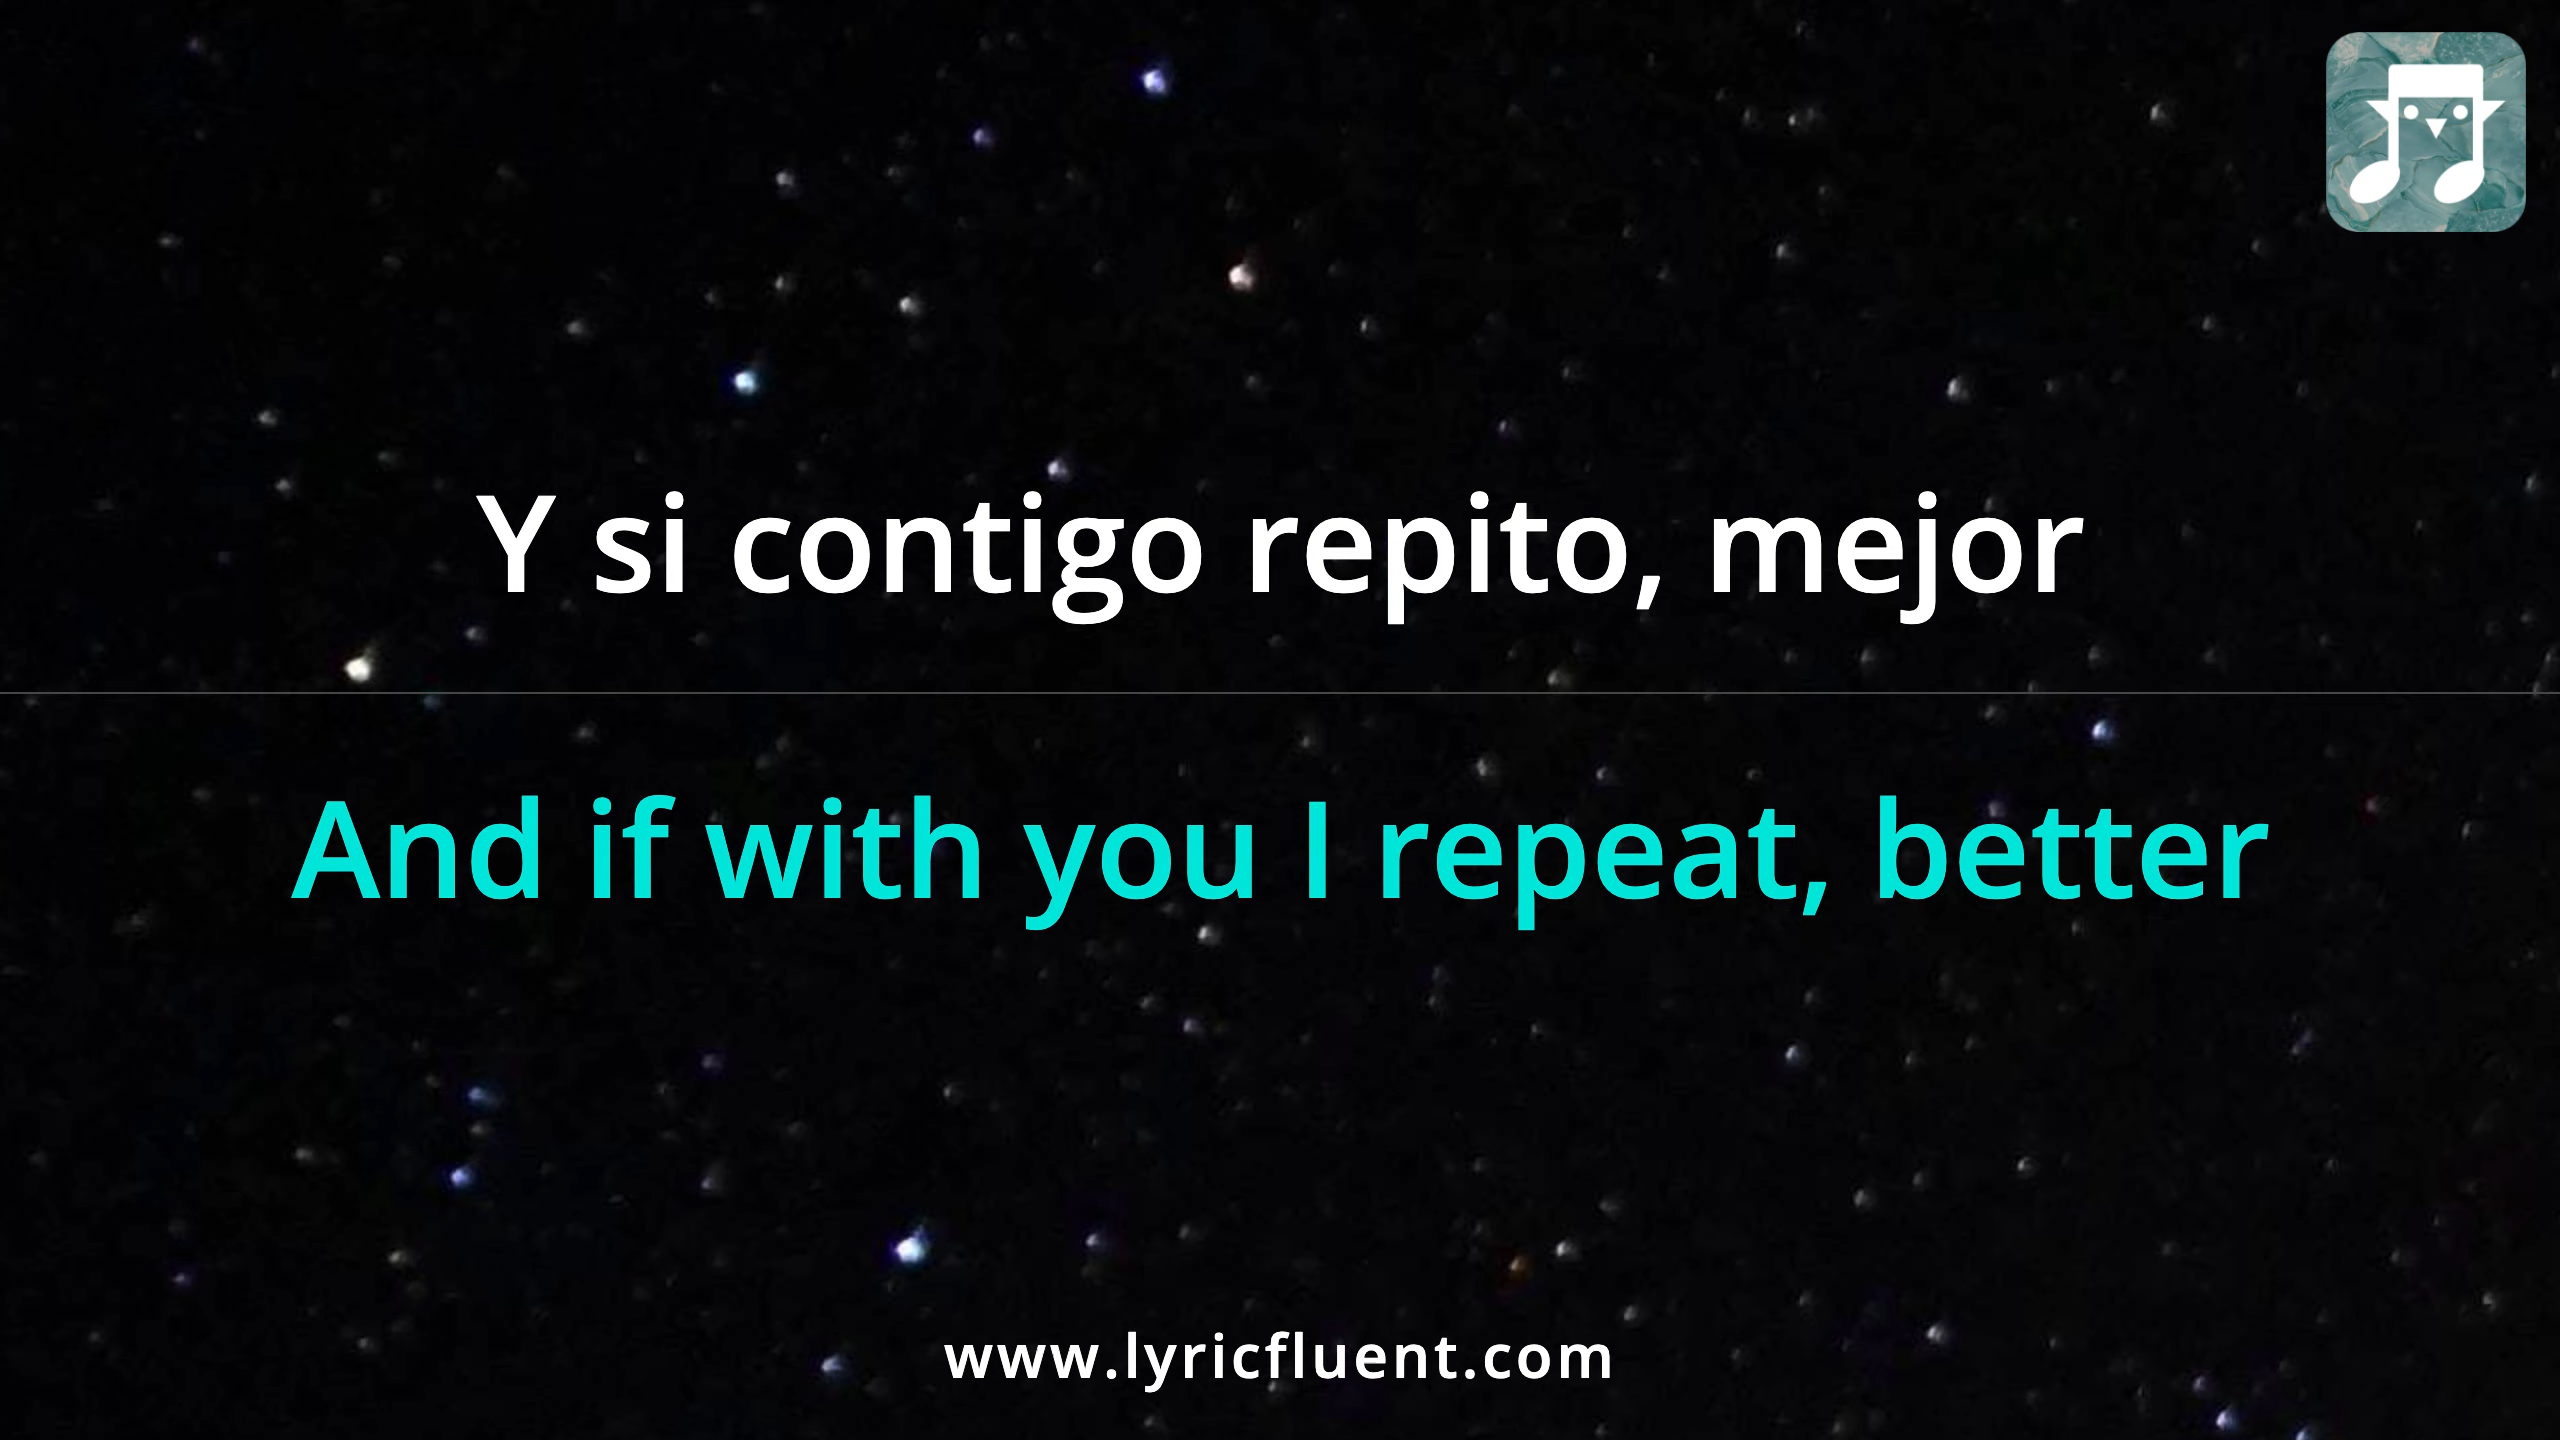 Y si contigo repito, mejor
And if with you I repeat, better
www.lyricfluent.com